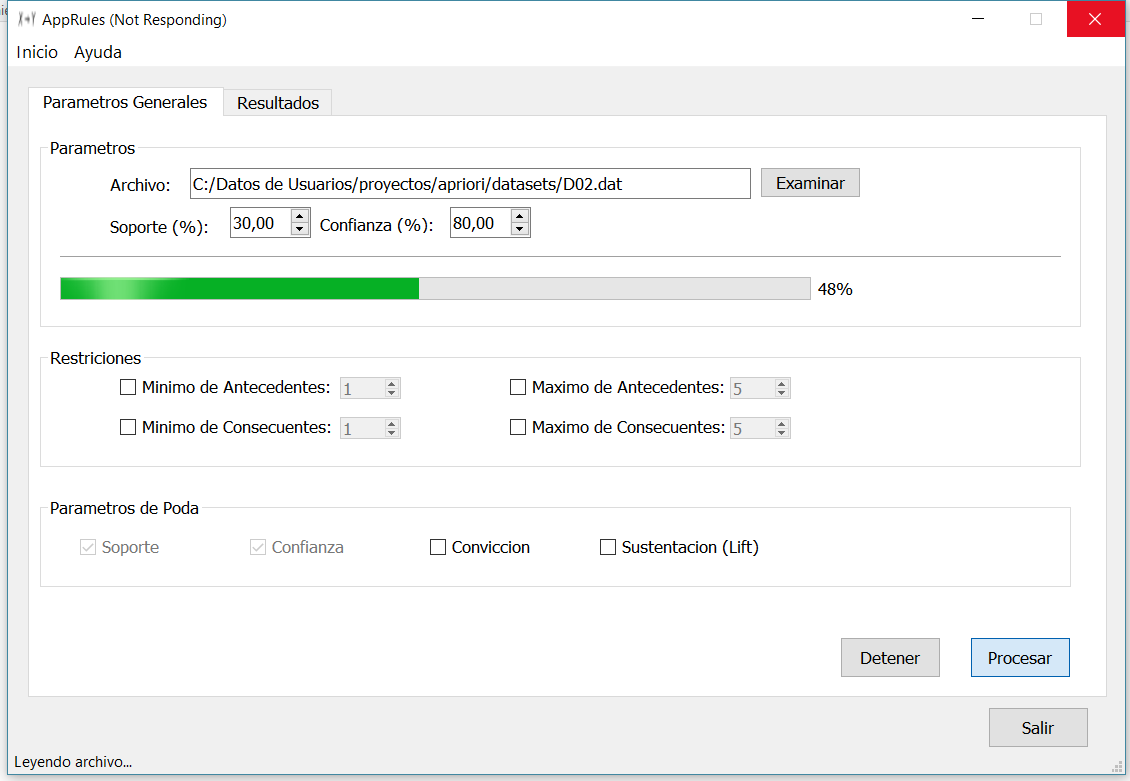 AppRules (Not Responding)
Inicio Ayuda
Parametros Generales Resultados
Parametros
Archivo: C:/Datos de Usuarios/proyectos/apriori/datasets/D02.dat Examinar
Soporte (%): 30,00 Confianza (%): 80,00
48%
Restriciones
Minimo de Antecedentes: 1 Maximo de Antecedentes: 5
Minimo de Consecuentes: 1 Maximo de Consecuentes: 5
Parametros de Poda
Soporte Confianza Conviccion Sustentacion (Lift)
Detener Procesar
Salir
Leyendo archivo...